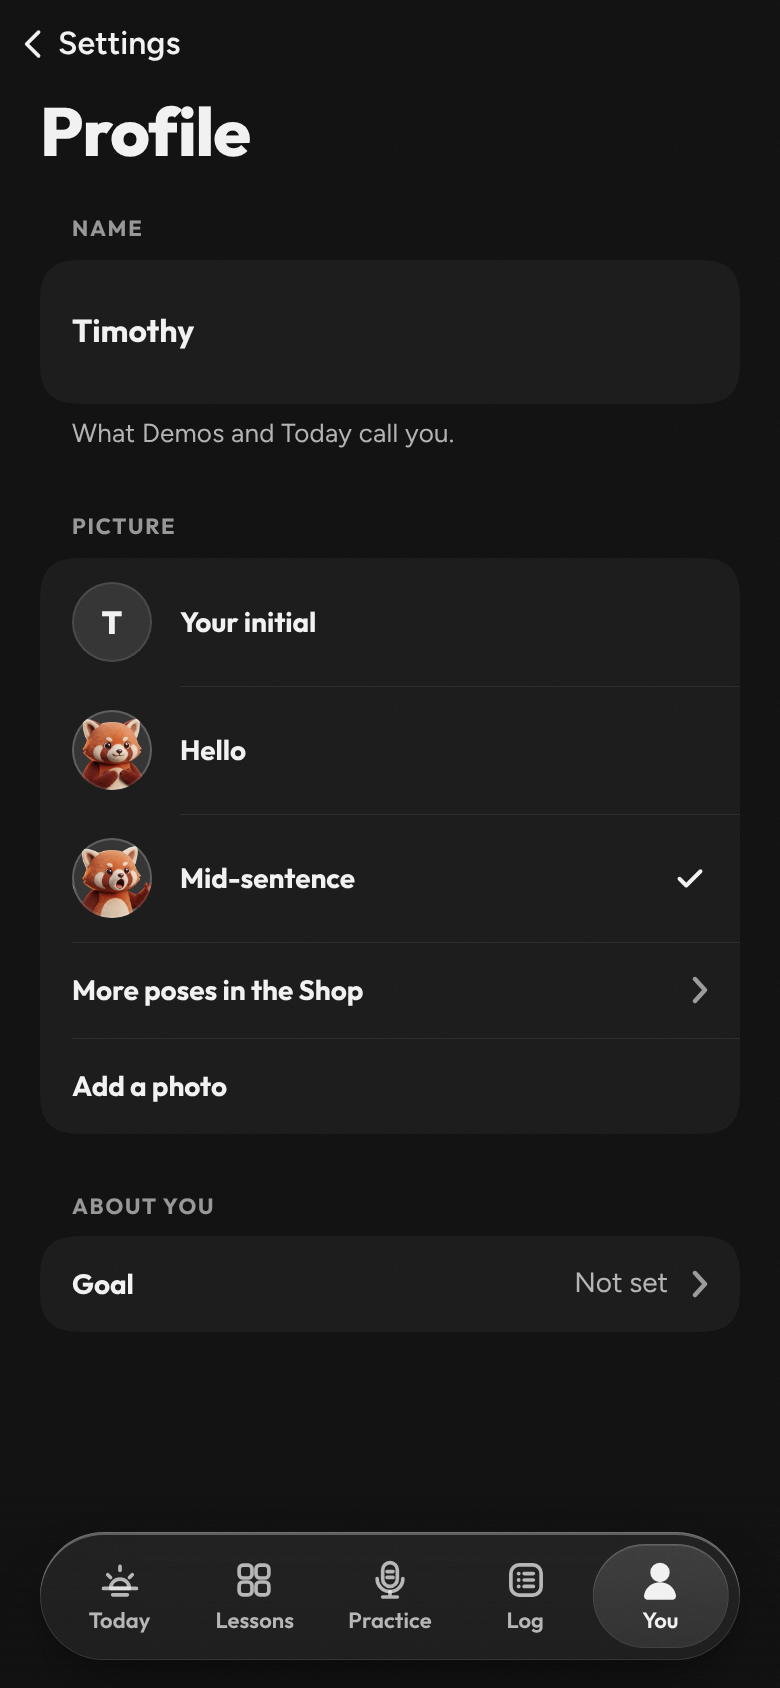 Settings
Profile
NAME
Timothy
What Demos and Today call you.
PICTURE
T
Your initial
Hello
Mid-sentence
More poses in the Shop
Add a photo
ABOUT YOU
Goal
Not set
Today
Lessons
Practice
Log
You